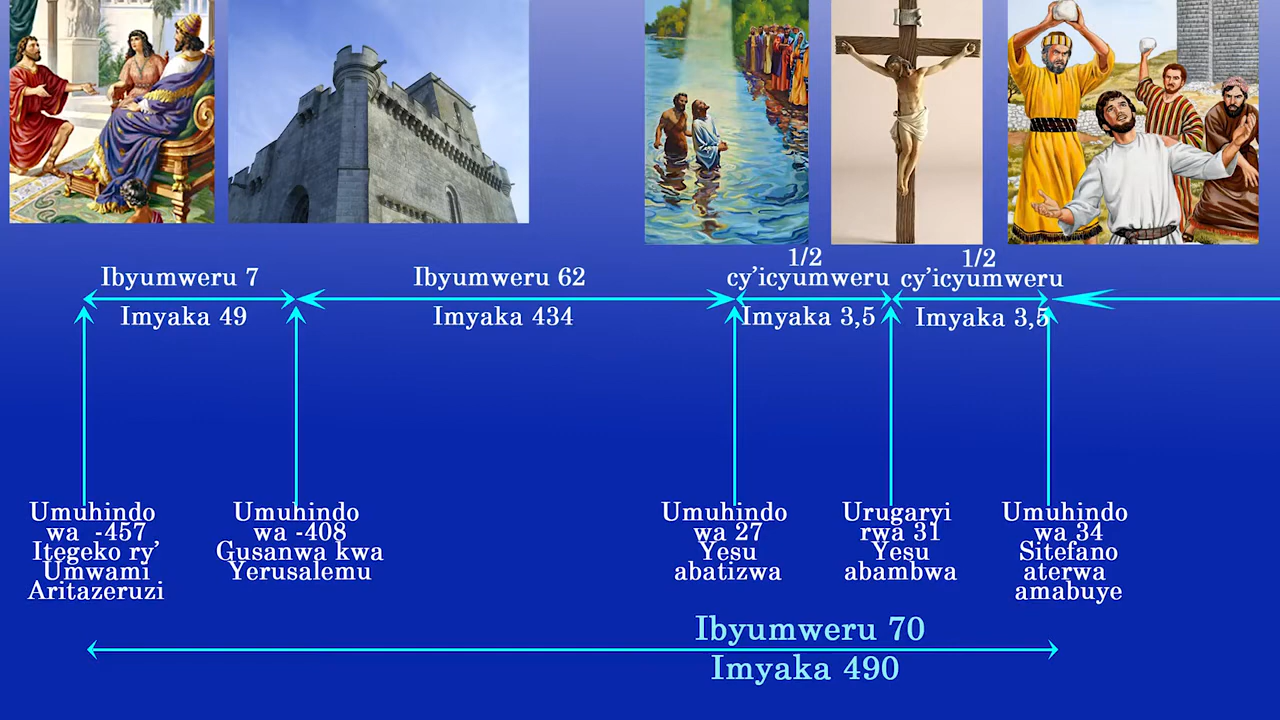 Ibyumweru 7
Imyaka 49
Ibyumweru 62
Imyaka 434
1/2
cy’icyumweru
Imyaka 3,5
1/2
cy’icyumweru
Imyaka 3,5
Umuhindo
wa -457
Itegeko ry’
Umwami
Aritazeruzi
Umuhindo
wa -408
Gusanwa kwa
Yerusalemu
Umuhindo
wa 27
Yesu
abatizwa
Urugaryi
rwa 31
Yesu
abambwa
Umuhindo
wa 34
Sitefano
aterwa
amabuye
Ibyumweru 70
Imyaka 490